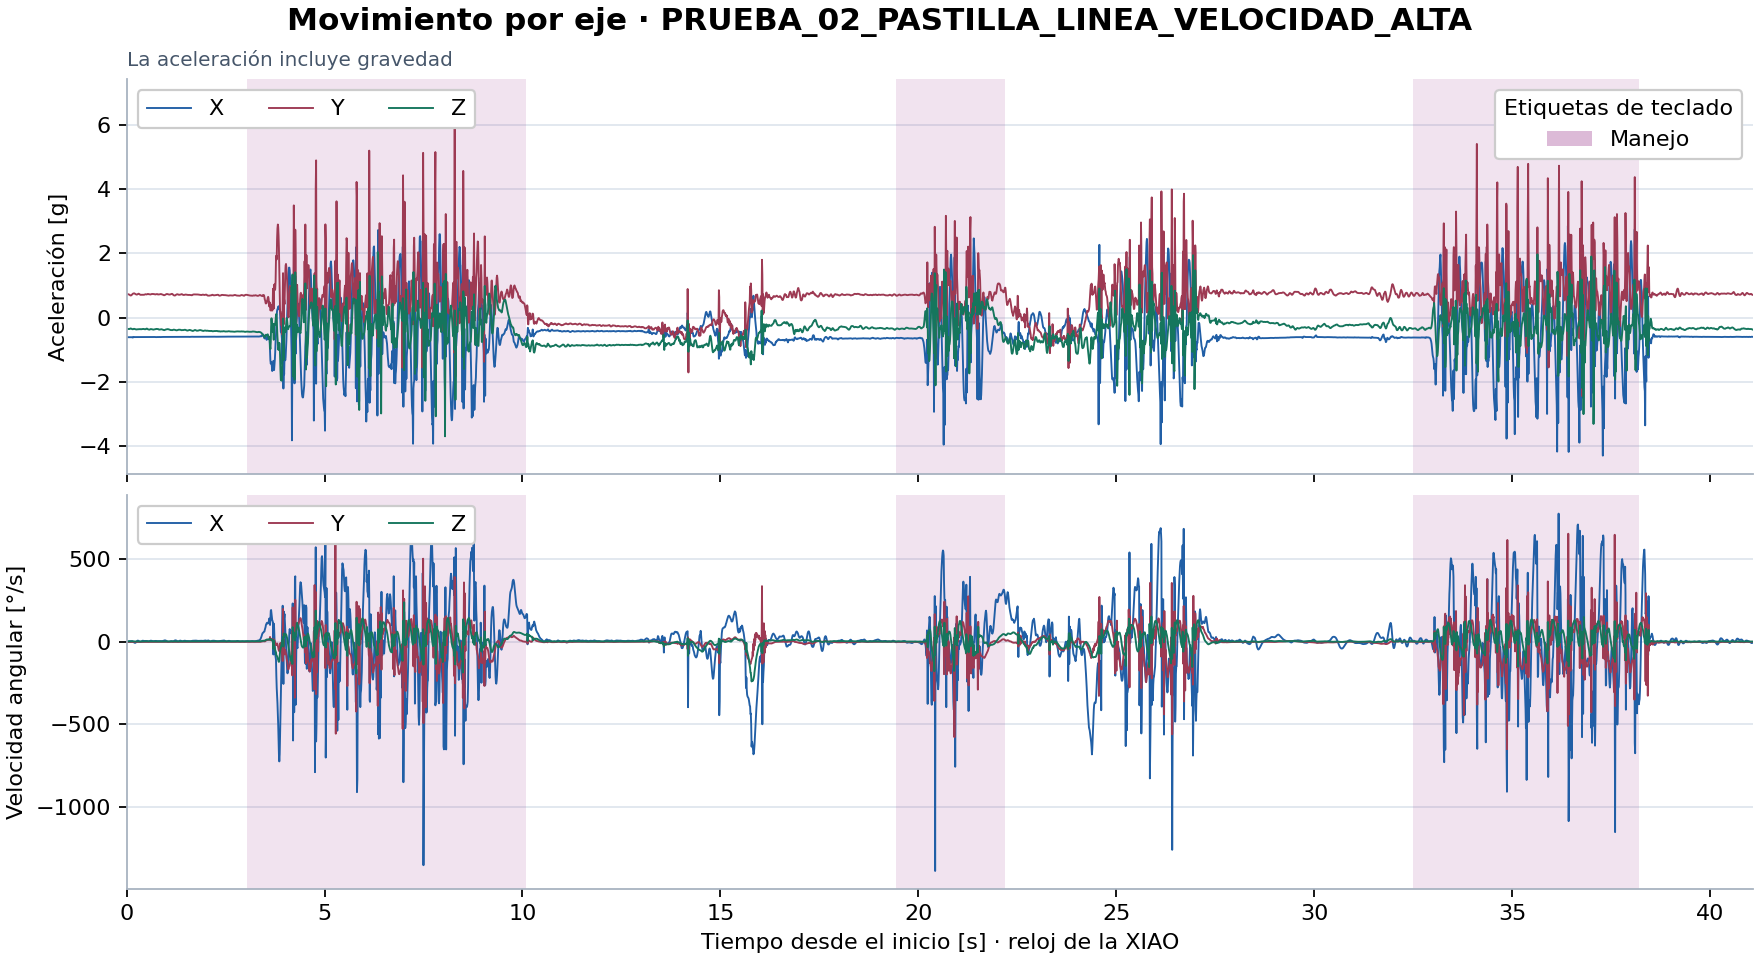 Movimiento por eje · PRUEBA_02_PASTILLA_LINEA_VELOCIDAD_ALTA
La aceleración incluye gravedad
X Y Z
Etiquetas de teclado
Manejo
Aceleración [g]
6
4
2
0
−2
−4
X Y Z
Velocidad angular [°/s]
500
0
−500
−1000
0 5 10 15 20 25 30 35 40
Tiempo desde el inicio [s] · reloj de la XIAO